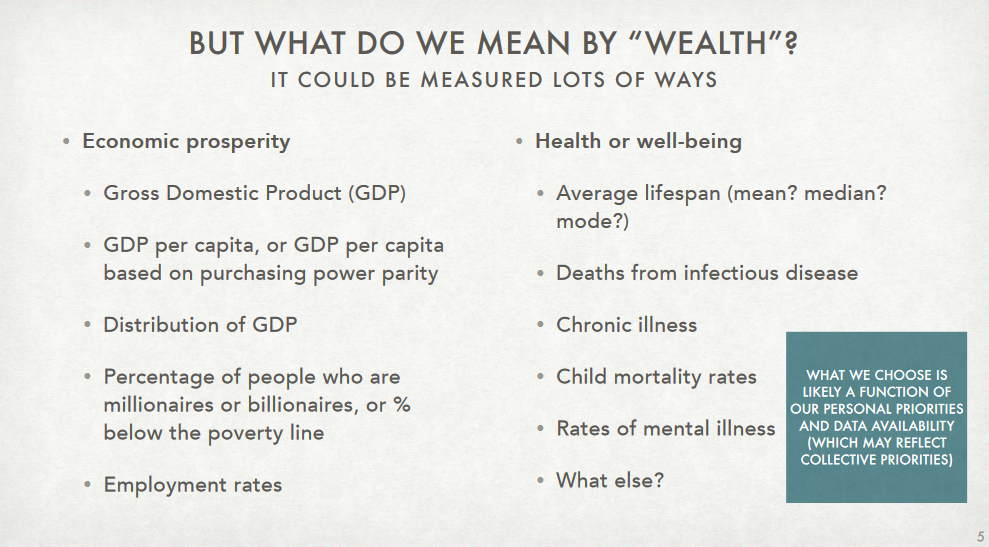 BUT WHAT DO WE MEAN BY “WEALTH”?
IT COULD BE MEASURED LOTS OF WAYS
• Economic prosperity
• Gross Domestic Product (GDP)
• GDP per capita, or GDP per capita
based on purchasing power parity
• Distribution of GDP
• Percentage of people who are
millionaires or billionaires, or %
below the poverty line
• Employment rates
• Health or well-being
• Average lifespan (mean? median?
mode?)
• Deaths from infectious disease
• Chronic illness
• Child mortality rates
• Rates of mental illness
• What else?
WHAT WE CHOOSE IS
LIKELY A FUNCTION OF
OUR PERSONAL PRIORITIES
AND DATA AVAILABILITY
(WHICH MAY REFLECT
COLLECTIVE PRIORITIES)
5